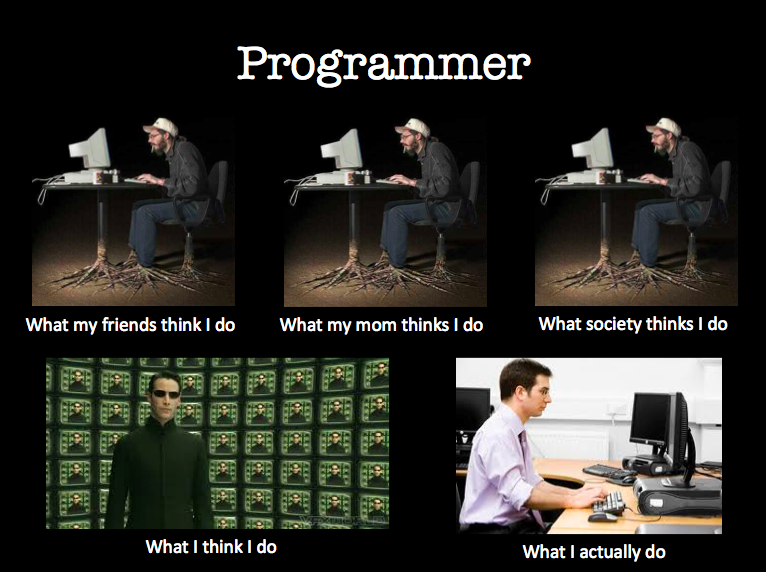 Programmer
What my friends think I do
What my mom thinks I do
What society thinks I do
What I think I do
What I actually do